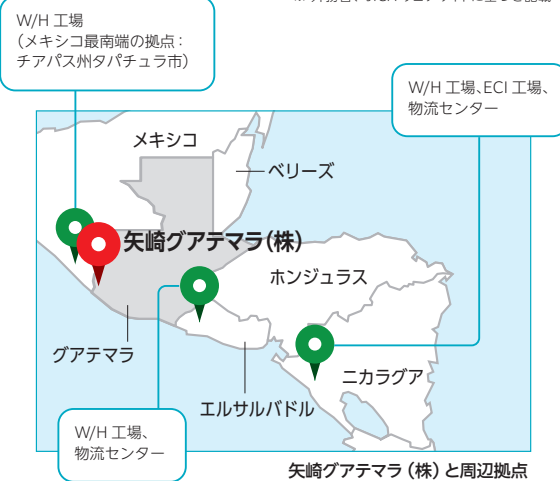 W/H 工場
（メキシコ最南端の拠点：
チアパス州タパチュラ市）
W/H 工場、ECI 工場、
物流センター
メキシコ
ベリーズ
矢崎グアテマラ（株）
ホンジュラス
グアテマラ
ニカラグア
エルサルバドル
W/H 工場、
物流センター
矢崎グアテマラ（株）と周辺拠点